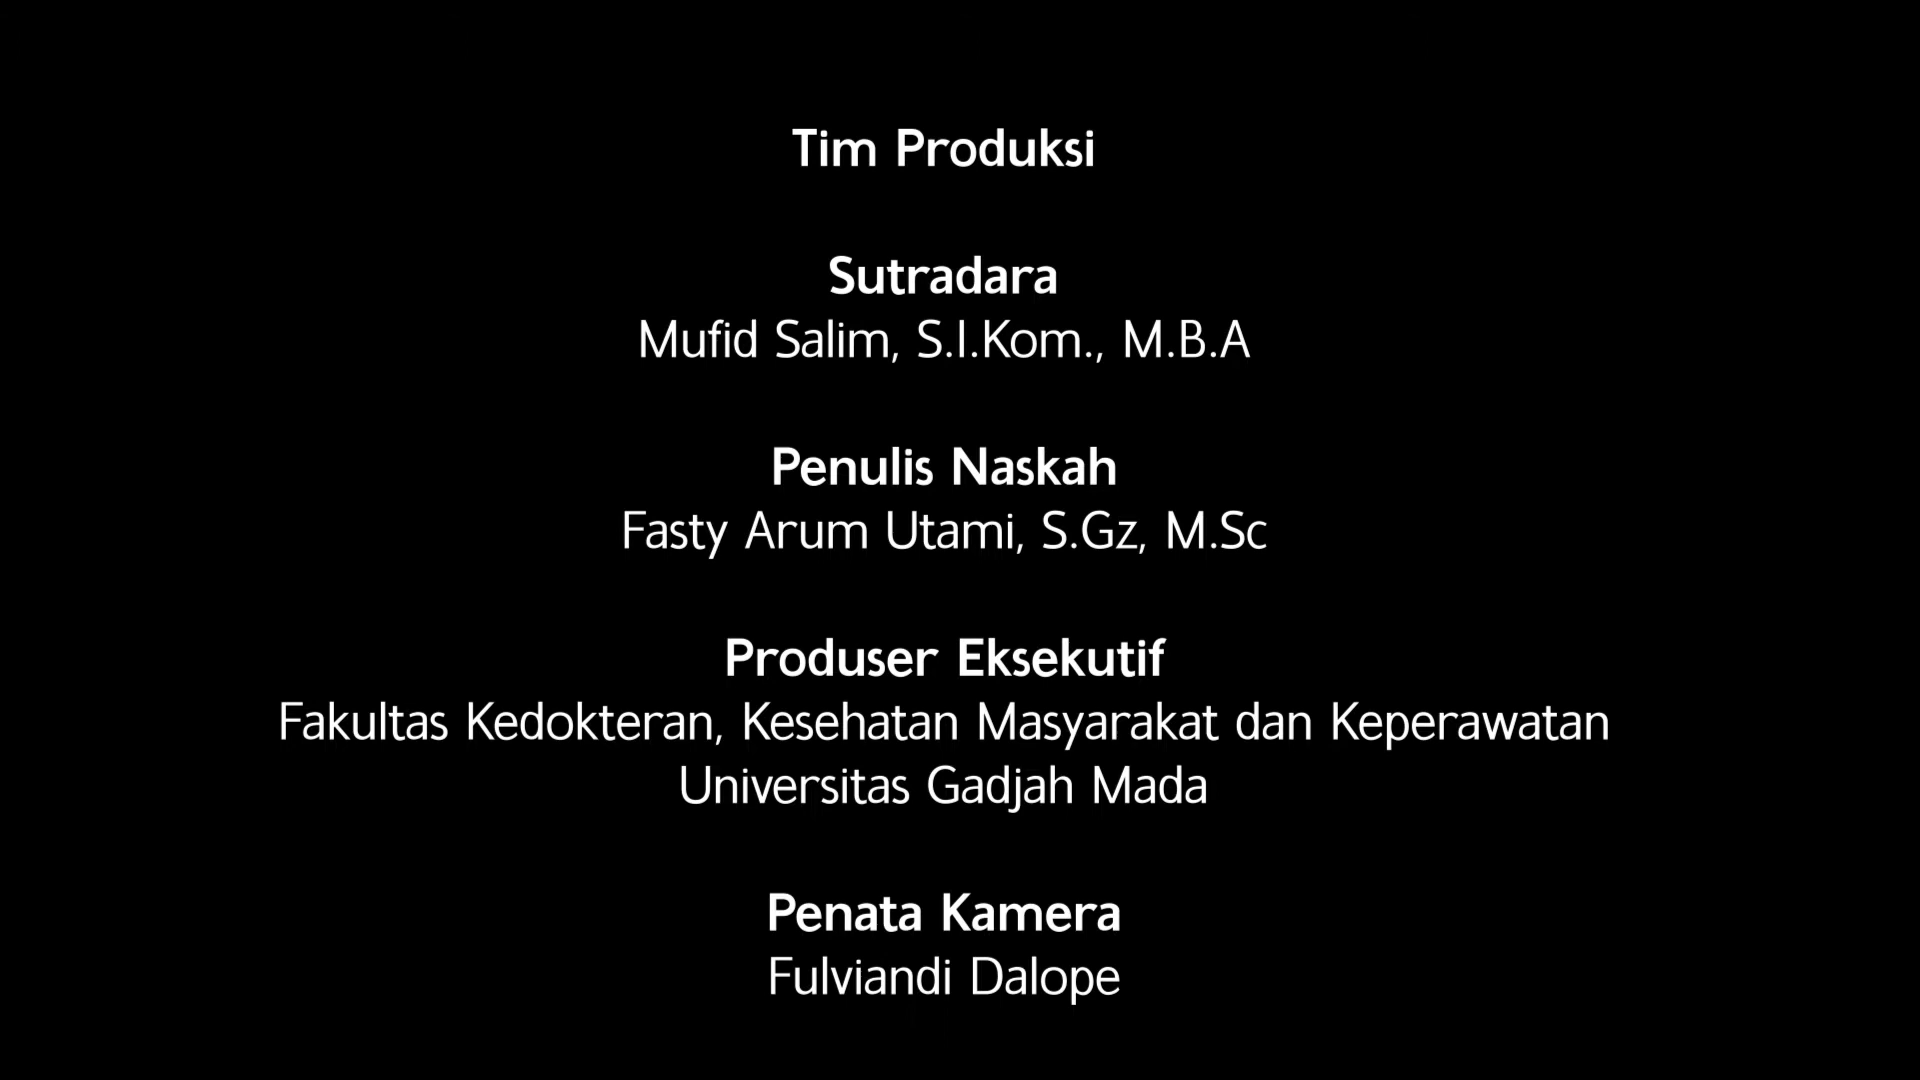 Tim Produksi
Sutradara
Mufid Salim, S.I.Kom., M.B.A
Penulis Naskah
Fasty Arum Utami, S.Gz, M.Sc
Produser Eksekutif
Fakultas Kedokteran, Kesehatan Masyarakat dan Keperawatan
Universitas Gadjah Mada
Penata Kamera
Fulviandi Dalope